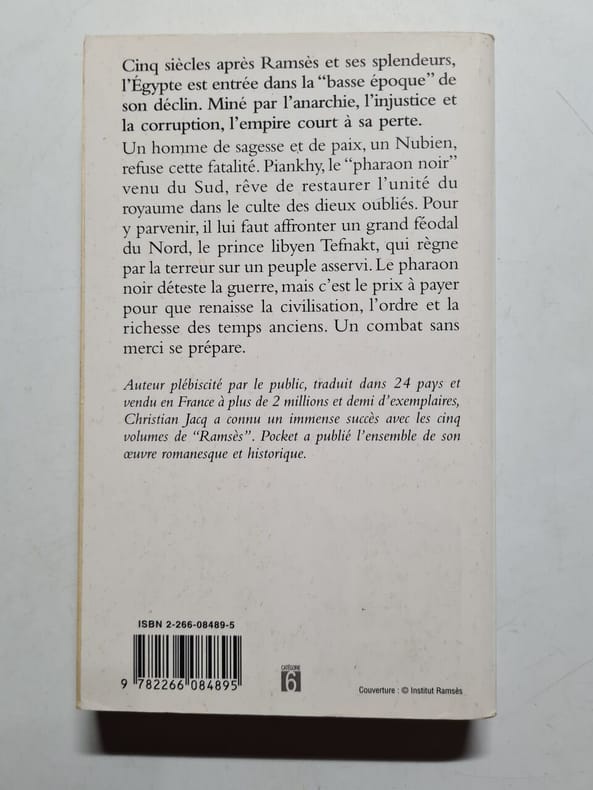 Cinq siècles après Ramsès et ses splendeurs,
l'Égypte est entrée dans la "basse époque" de
son déclin. Miné par l'anarchie, l'injustice et
la corruption, l'empire court à sa perte.
Un homme de sagesse et de paix, un Nubien,
refuse cette fatalité. Piankhy, le "pharaon noir"
venu du Sud, rêve de restaurer l'unité du
royaume dans le culte des dieux oubliés. Pour
y parvenir, il lui faut affronter un grand féodal
du Nord, le prince libyen Tefnakt, qui règne
par la terreur sur un peuple asservi. Le pharaon
noir déteste la guerre, mais c'est le prix à payer
pour que renaisse la civilisation, l'ordre et la
richesse des temps anciens. Un combat sans
merci se prépare.
Auteur plébiscité par le public, traduit dans 24 pays et
vendu en France à plus de 2 millions et demi d'exemplaires,
Christian Jacq a connu un immense succès avec les cinq
volumes de "Ramsès". Pocket a publié l'ensemble de son
œuvre romanesque et historique.
ISBN 2-266-08489-5
9 782266 084895
CATÉGORIE
6
Couverture : © Institut Ramsès